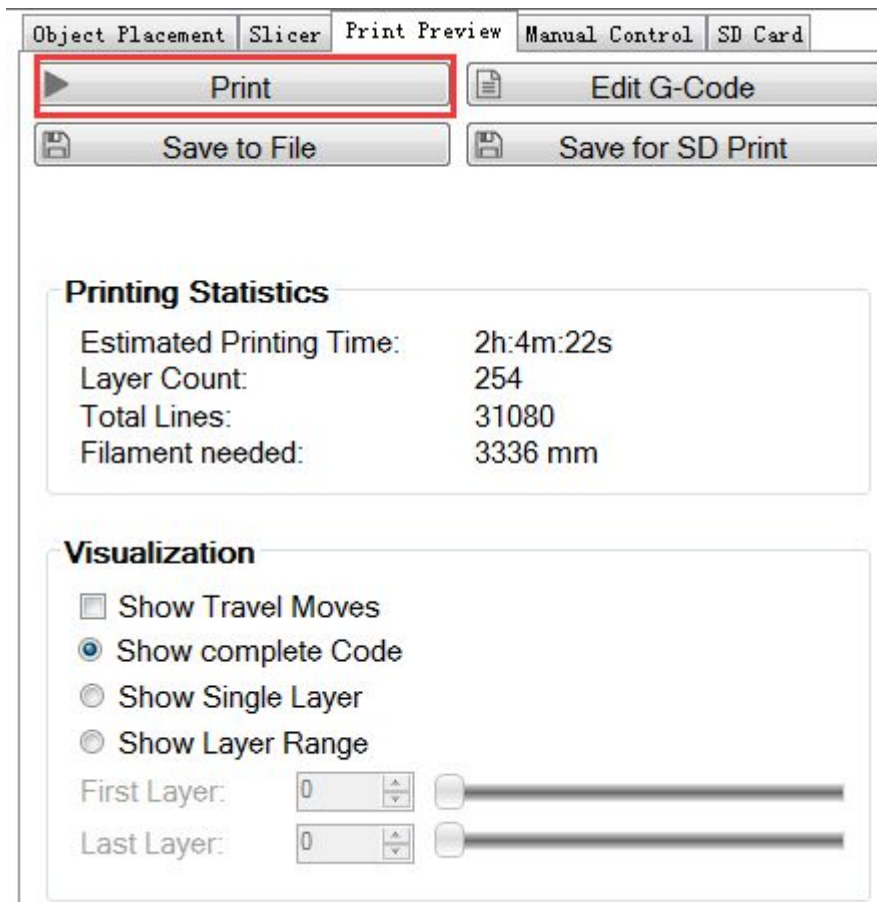 Object Placement Slicer Print Preview Manual Control SD Card
Print Edit G-Code
Save to File Save for SD Print
Printing Statistics
Estimated Printing Time: 2h:4m:22s
Layer Count: 254
Total Lines: 31080
Filament needed: 3336 mm
Visualization
Show Travel Moves
Show complete Code
Show Single Layer
Show Layer Range
First Layer: 0
Last Layer: 0